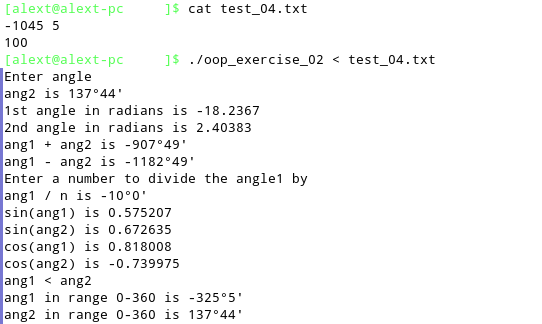 [alext@alext-pc     ]$ cat test_04.txt
-1045 5
100
[alext@alext-pc     ]$ ./oop_exercise_02 < test_04.txt
Enter angle
ang2 is 137°44'
1st angle in radians is -18.2367
2nd angle in radians is 2.40383
ang1 + ang2 is -907°49'
ang1 - ang2 is -1182°49'
Enter a number to divide the angle1 by
ang1 / n is -10°0'
sin(ang1) is 0.575207
sin(ang2) is 0.672635
cos(ang1) is 0.818008
cos(ang2) is -0.739975
ang1 < ang2
ang1 in range 0-360 is -325°5'
ang2 in range 0-360 is 137°44'